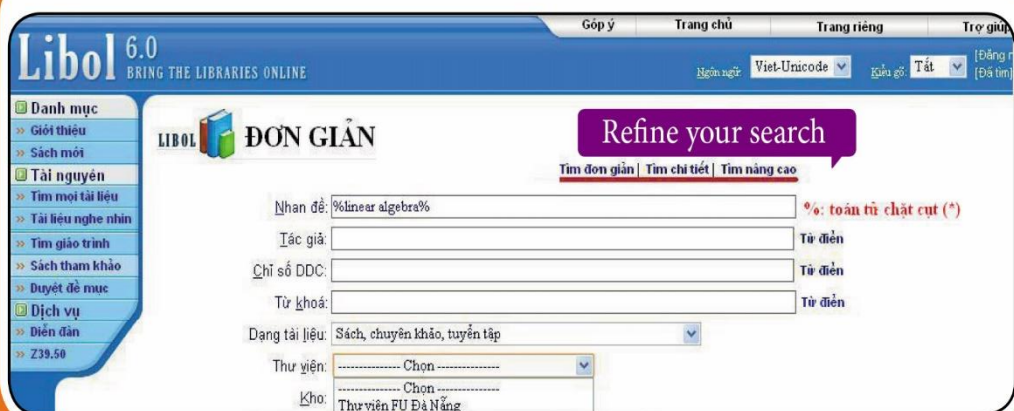 Góp ý Trang chủ Trang riêng Trợ giúp
Libol 6.0
BRING THE LIBRARIES ONLINE
Ngôn ngữ: Viet-Unicode Kiểu gõ: Tắt
[Đã tìm]
Danh mục
» Giới thiệu
» Sách mới
Tài nguyên
» Tìm mọi tài liệu
» Tài liệu nghe nhìn
» Tìm giáo trình
» Sách tham khảo
» Duyệt đề mục
Dịch vụ
» Diễn đàn
» Z39.50
LIBOL ĐƠN GIẢN
Refine your search
Tìm đơn giản | Tìm chi tiết | Tìm nâng cao
Nhan đề: %linear algebra% %: toán tử chặt cụt (*)
Tác giả: Từ điển
Chỉ số DDC: Từ điển
Từ khoá: Từ điển
Dạng tài liệu: Sách, chuyên khảo, tuyển tập
Thư viện: --------------- Chọn ---------------
--------------- Chọn ---------------
Kho: Thư viện FU Đà Nẵng